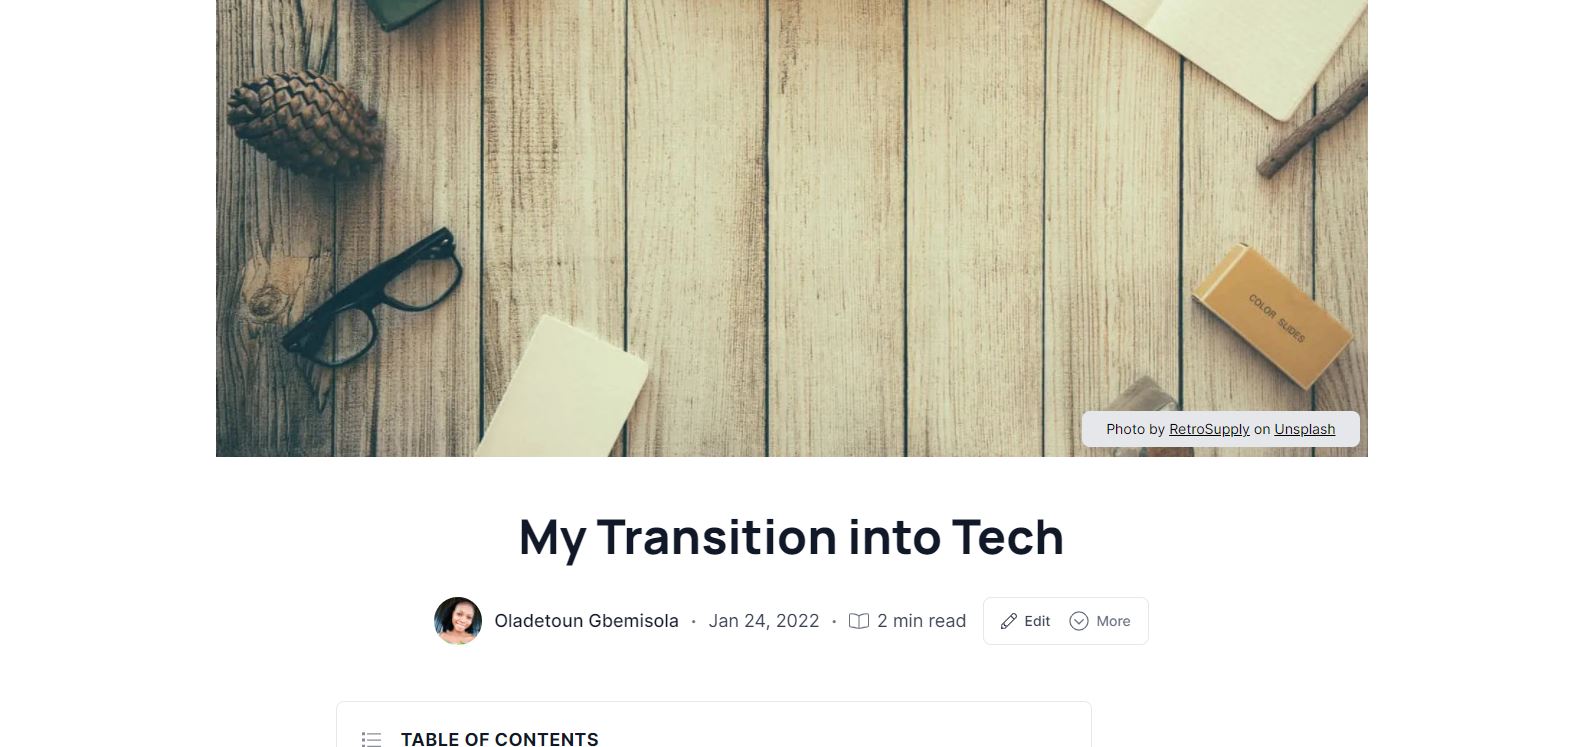 COLOR SLIDES
Photo by RetroSupply on Unsplash
My Transition into Tech
Oladetoun Gbemisola · Jan 24, 2022 · 2 min read Edit More
TABLE OF CONTENTS